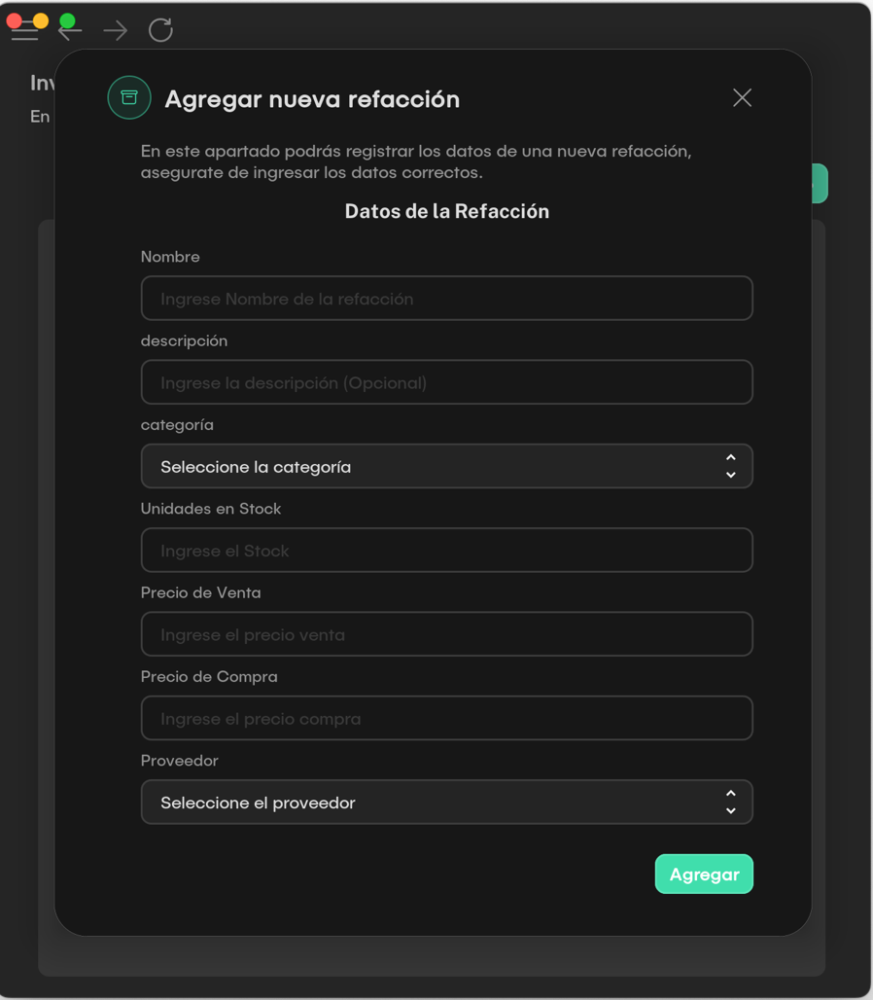 Inv
En
Agregar nueva refacción
En este apartado podrás registrar los datos de una nueva refacción,
asegurate de ingresar los datos correctos.
Datos de la Refacción
Nombre
Ingrese Nombre de la refacción
descripción
Ingrese la descripción (Opcional)
categoría
Seleccione la categoría
Unidades en Stock
Ingrese el Stock
Precio de Venta
Ingrese el precio venta
Precio de Compra
Ingrese el precio compra
Proveedor
Seleccione el proveedor
Agregar